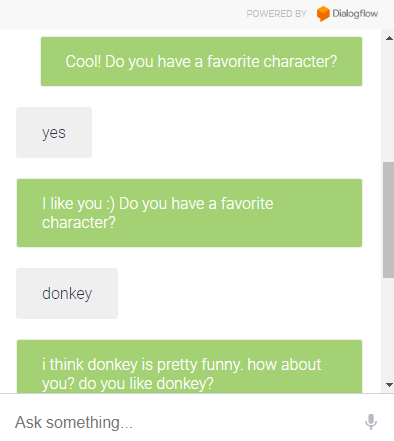 POWERED BY Dialogflow
Cool! Do you have a favorite character?
yes
I like you :) Do you have a favorite
character?
donkey
i think donkey is pretty funny. how about
you? do you like donkey?
Ask something...